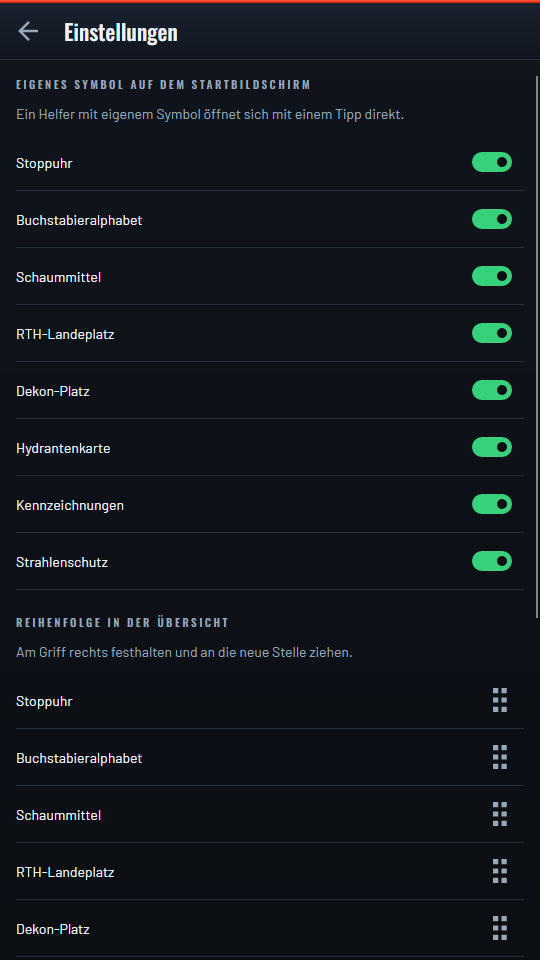 Einstellungen
EIGENES SYMBOL AUF DEM STARTBILDSCHIRM
Ein Helfer mit eigenem Symbol öffnet sich mit einem Tipp direkt.
Stoppuhr
Buchstabieralphabet
Schaummittel
RTH-Landeplatz
Dekon-Platz
Hydrantenkarte
Kennzeichnungen
Strahlenschutz
REIHENFOLGE IN DER ÜBERSICHT
Am Griff rechts festhalten und an die neue Stelle ziehen.
Stoppuhr
Buchstabieralphabet
Schaummittel
RTH-Landeplatz
Dekon-Platz